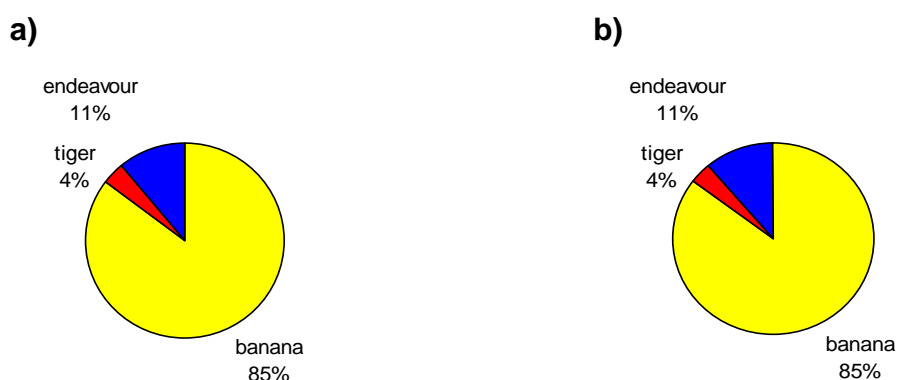 a)
endeavour
11%
tiger
4%
banana
85%
b)
endeavour
11%
tiger
4%
banana
85%